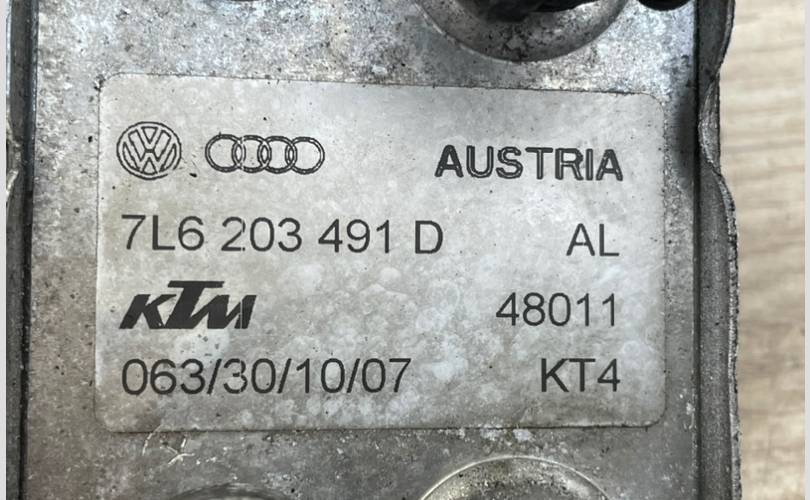 AUSTRIA
7L6 203 491 D AL
KTM 48011
063/30/10/07 KT4